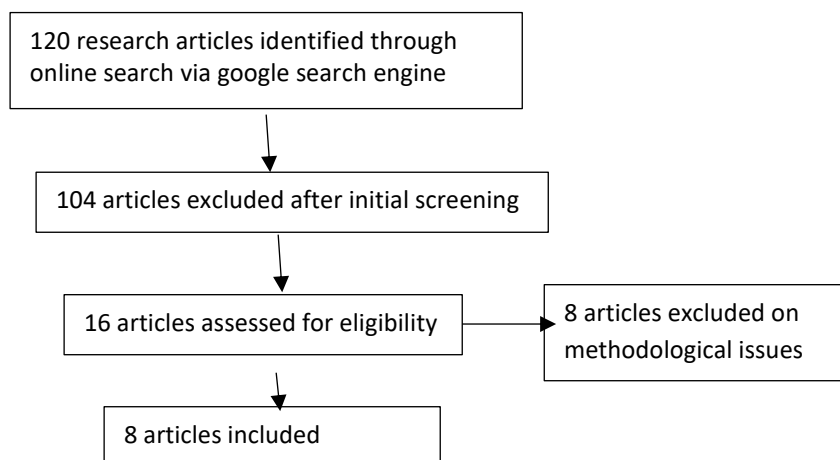 120 research articles identified through
online search via google search engine
104 articles excluded after initial screening
16 articles assessed for eligibility
8 articles excluded on
methodological issues
8 articles included